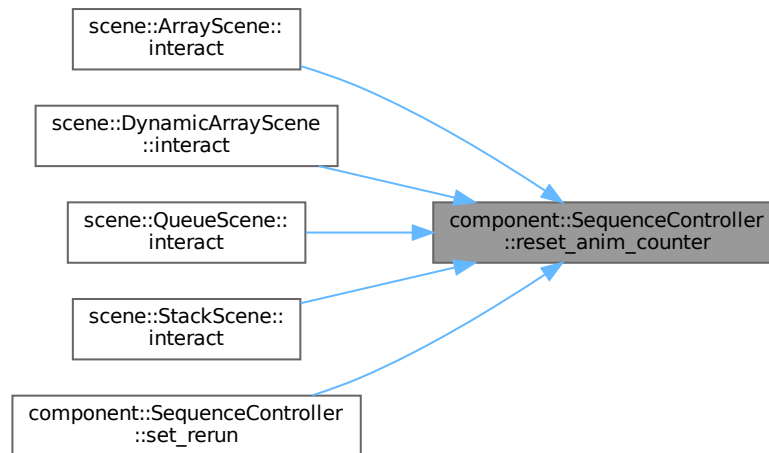 scene::ArrayScene::
interact
scene::DynamicArrayScene
::interact
scene::QueueScene::
interact
component::SequenceController
::reset_anim_counter
scene::StackScene::
interact
component::SequenceController
::set_rerun